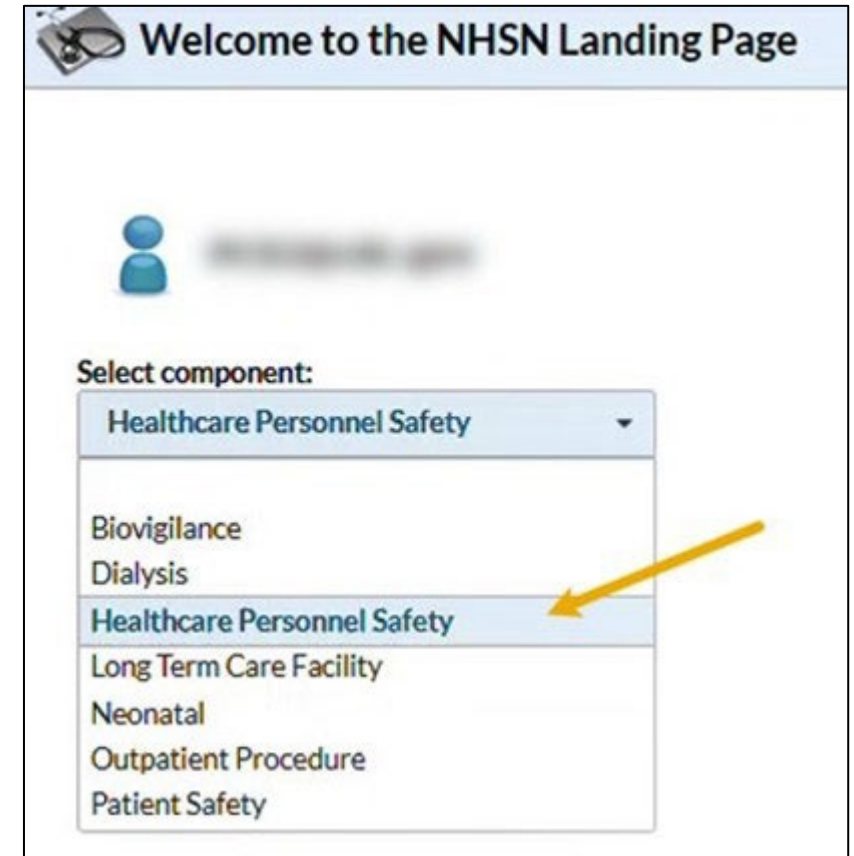 Welcome to the NHSN Landing Page
Select component:
Healthcare Personnel Safety
Biovigilance
Dialysis
Healthcare Personnel Safety
Long Term Care Facility
Neonatal
Outpatient Procedure
Patient Safety